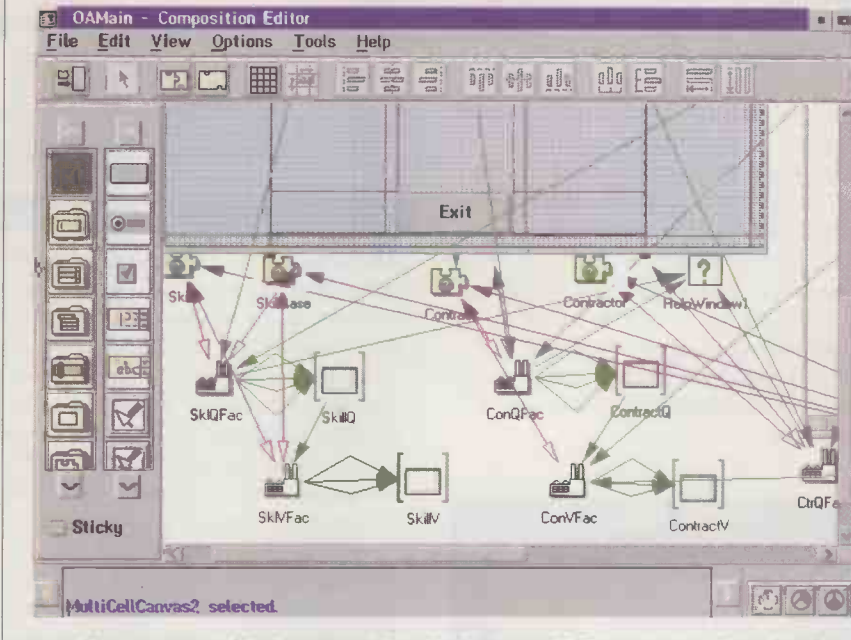 OAMain - Composition Editor
File Edit View Options Tools Help
Exit
SkillBase
Contractor
HelpWindow1
SklQFac
SkillQ
ConQFac
ContractQ
SklVFac
SkillV
ConVFac
ContractV
CtrQFa
Sticky
MultiCellCanvas2 selected.